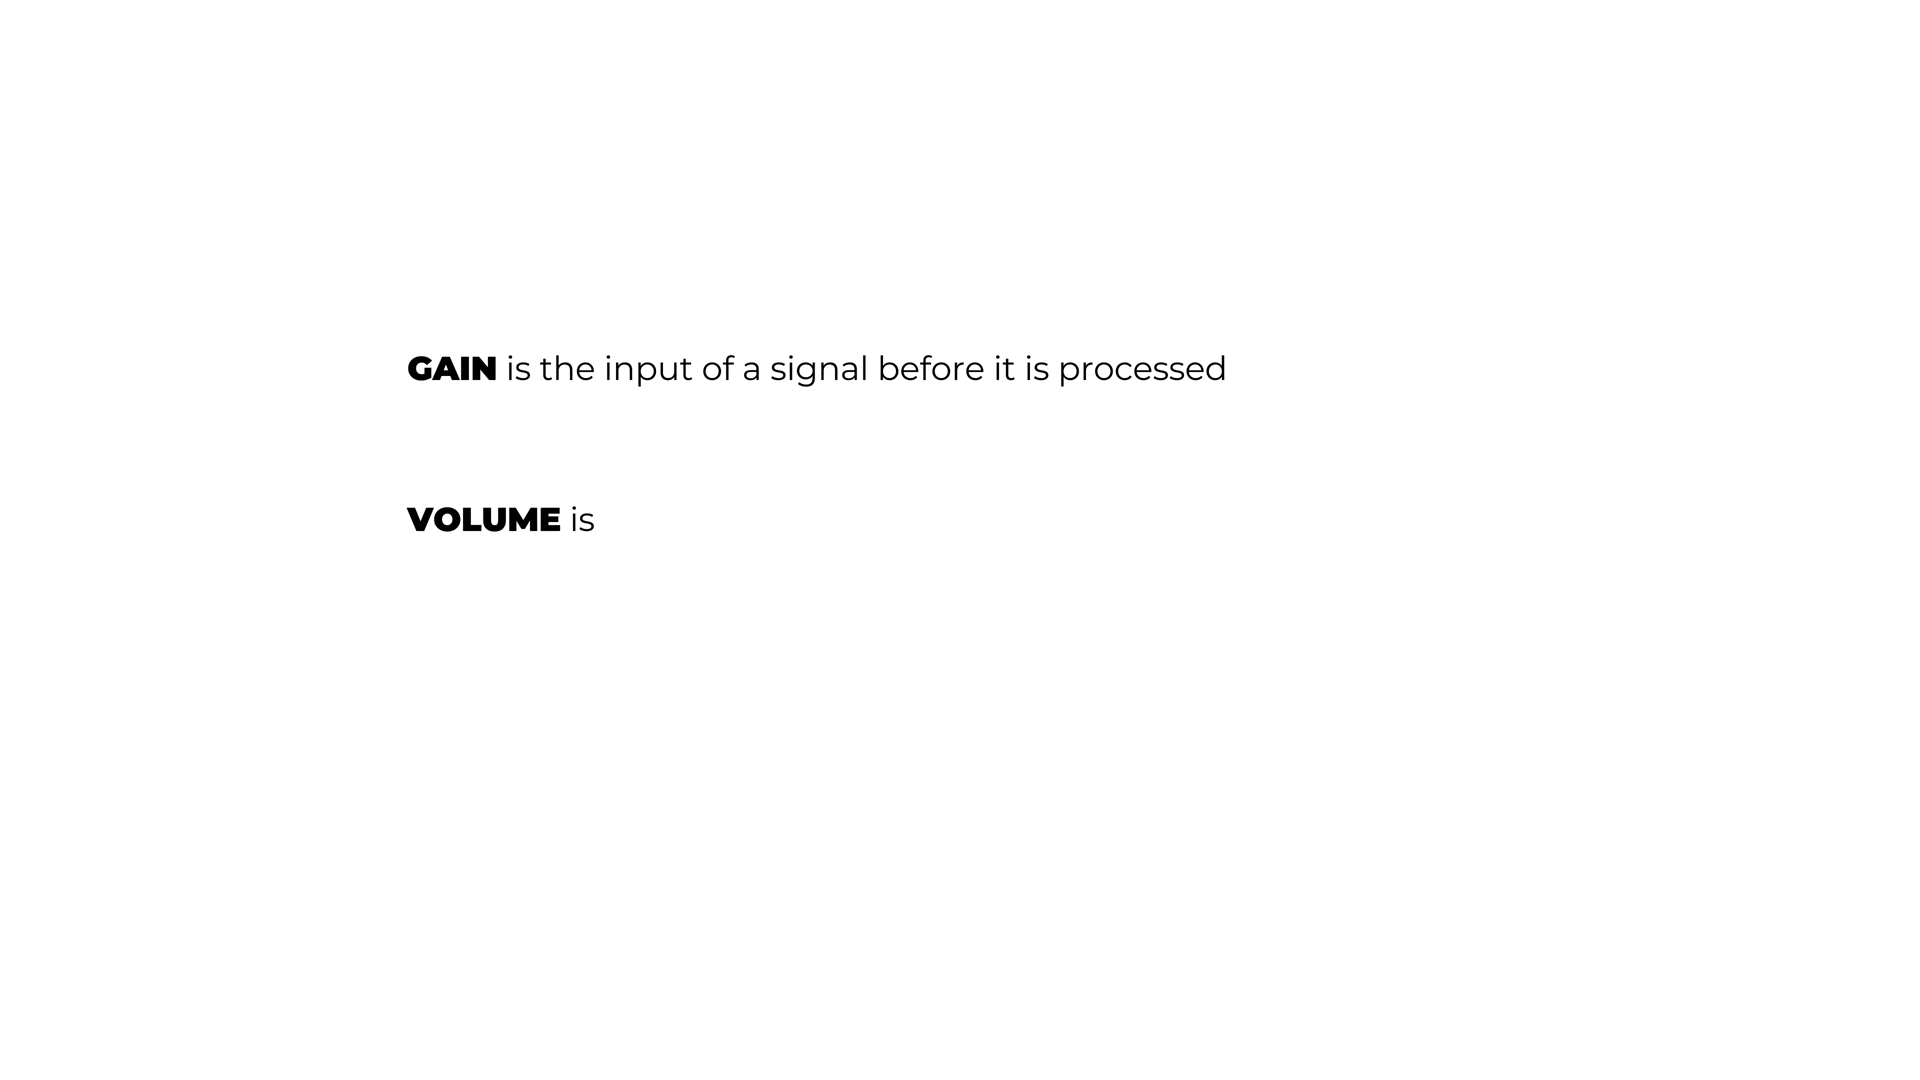 GAIN is the input of a signal before it is processed
VOLUME is